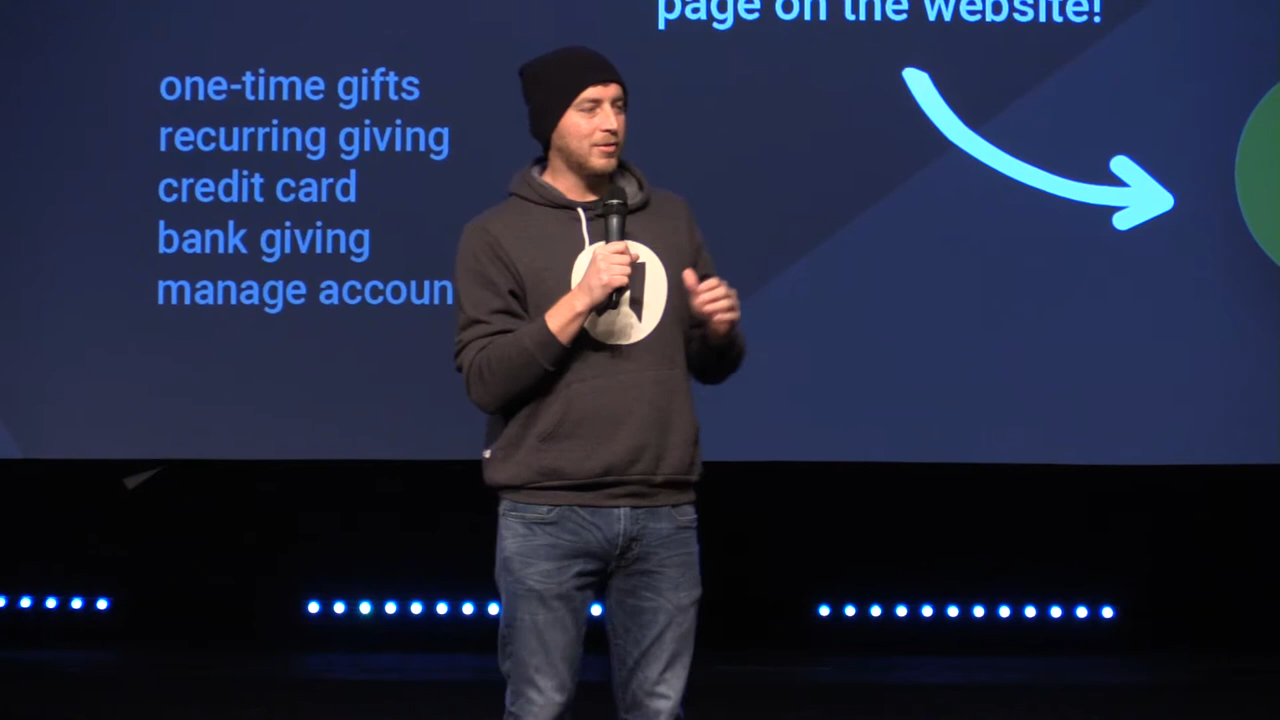 page on the website!
one-time gifts
recurring giving
credit card
bank giving
manage accoun